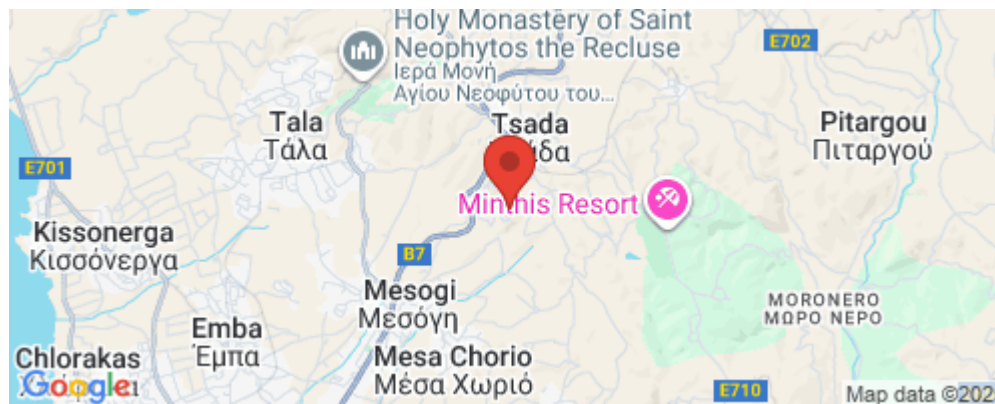 Holy Monastery of Saint
Neophytos the Recluse
Ιερά Μονή
Αγίου Νεοφύτου του...
E702
Tala
Τάλα
Tsada
Pitargou
Πιταργού
E701
Minthis Resort
Kissonerga
Κισσόνεργα
B7
Mesogi
Μεσόγη
MORONERO
ΜΩΡΟ ΝΕΡΟ
Emba
Έμπα
Chlorakas
Mesa Chorio
Μέσα Χωριό
Google
E710
Map data ©202